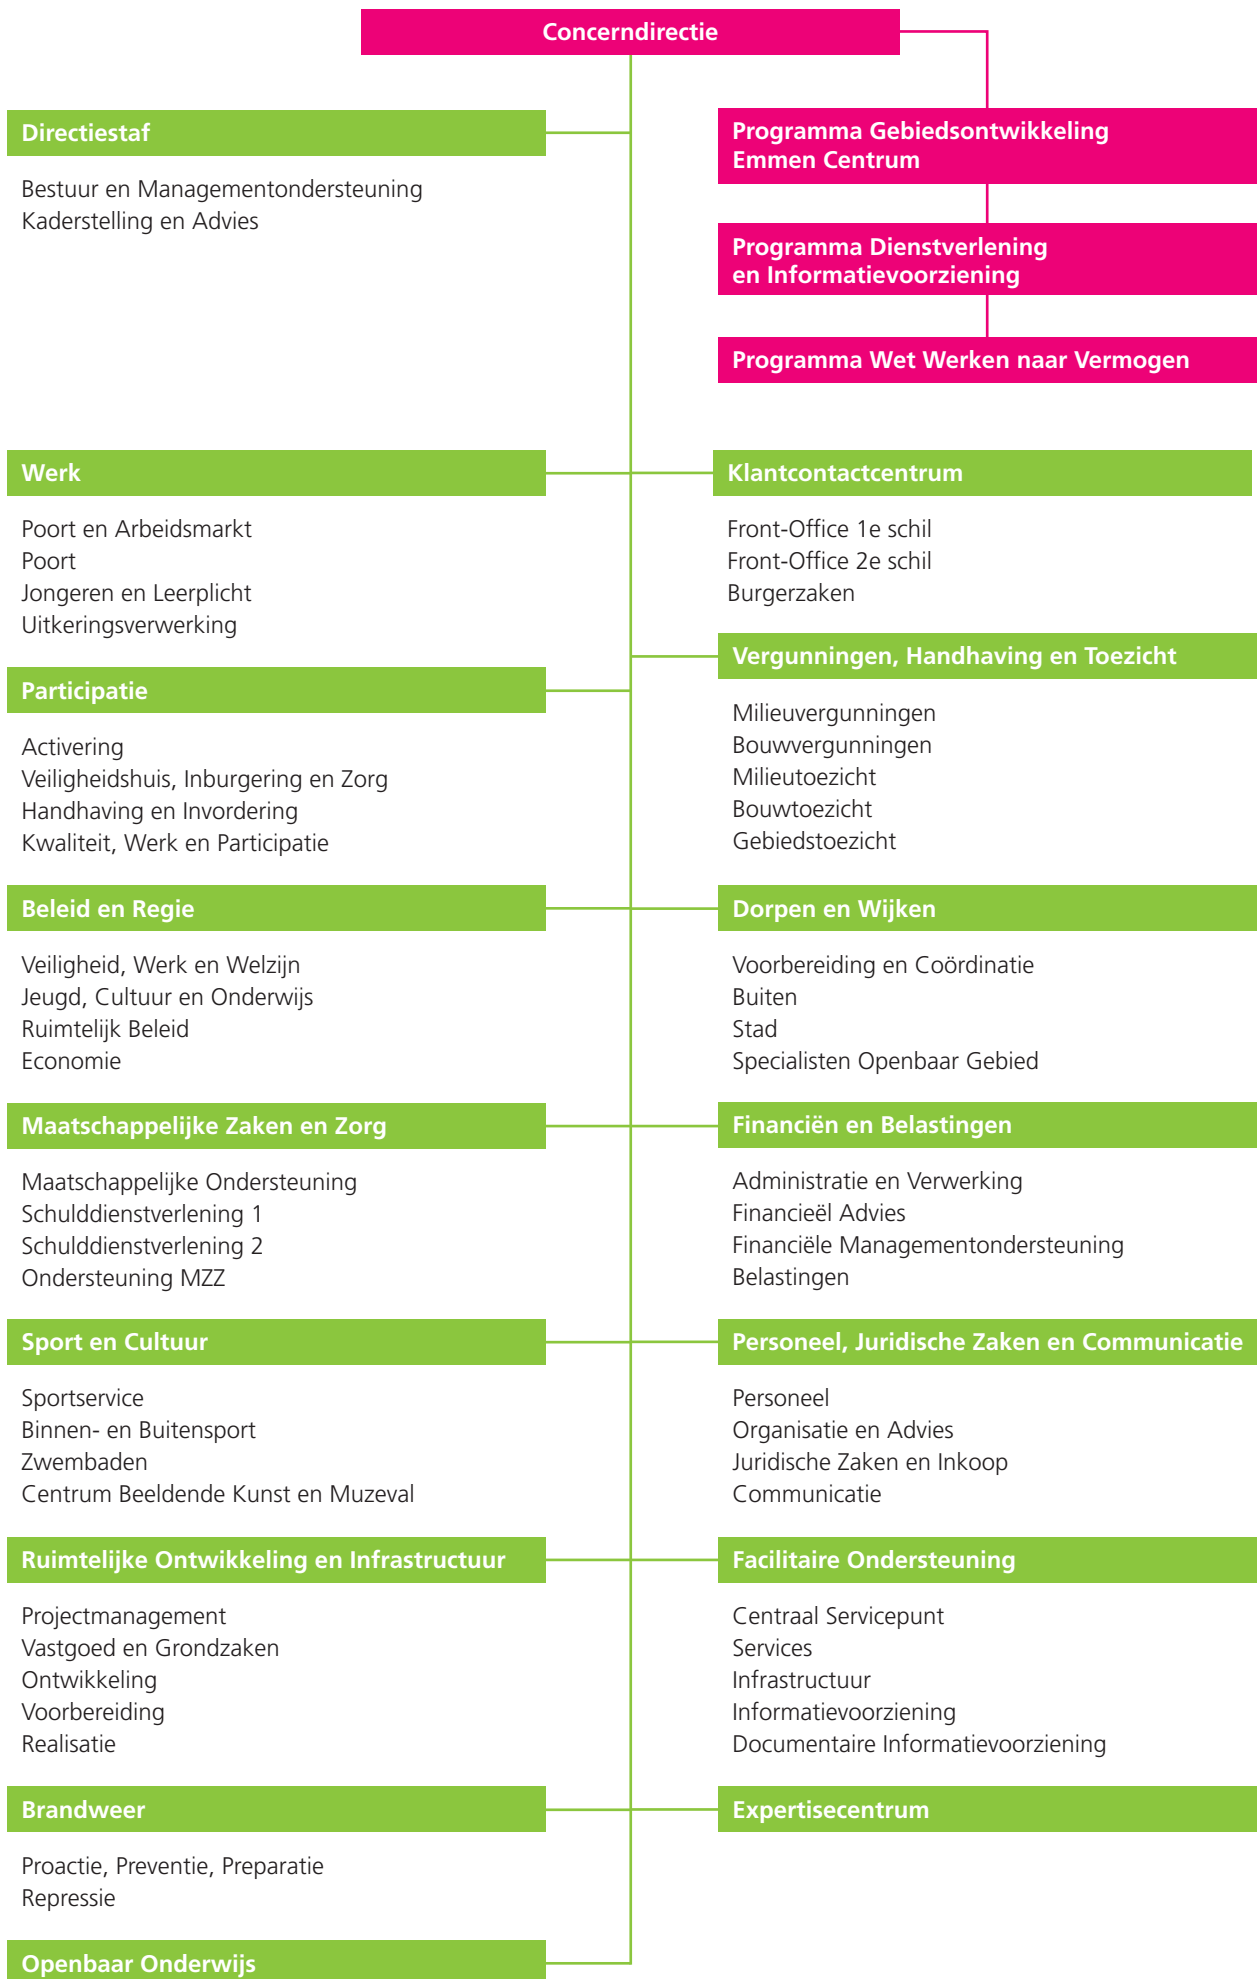 Concerndirectie
Directiestaf
Bestuur en Managementondersteuning
Kaderstelling en Advies
Programma Gebiedsontwikkeling
Emmen Centrum
Programma Dienstverlening
en Informatievoorziening
Programma Wet Werken naar Vermogen
Werk
Poort en Arbeidsmarkt
Poort
Jongeren en Leerplicht
Uitkeringsverwerking
Klantcontactcentrum
Front-Office 1e schil
Front-Office 2e schil
Burgerzaken
Participatie
Activering
Veiligheidshuis, Inburgering en Zorg
Handhaving en Invordering
Kwaliteit, Werk en Participatie
Vergunningen, Handhaving en Toezicht
Milieuvergunningen
Bouwvergunningen
Milieutoezicht
Bouwtoezicht
Gebiedstoezicht
Beleid en Regie
Veiligheid, Werk en Welzijn
Jeugd, Cultuur en Onderwijs
Ruimtelijk Beleid
Economie
Dorpen en Wijken
Voorbereiding en Coördinatie
Buiten
Stad
Specialisten Openbaar Gebied
Maatschappelijke Zaken en Zorg
Maatschappelijke Ondersteuning
Schulddienstverlening 1
Schulddienstverlening 2
Ondersteuning MZZ
Financiën en Belastingen
Administratie en Verwerking
Financieël Advies
Financiële Managementondersteuning
Belastingen
Sport en Cultuur
Sportservice
Binnen- en Buitensport
Zwembaden
Centrum Beeldende Kunst en Muzeval
Personeel, Juridische Zaken en Communicatie
Personeel
Organisatie en Advies
Juridische Zaken en Inkoop
Communicatie
Ruimtelijke Ontwikkeling en Infrastructuur
Projectmanagement
Vastgoed en Grondzaken
Ontwikkeling
Voorbereiding
Realisatie
Facilitaire Ondersteuning
Centraal Servicepunt
Services
Infrastructuur
Informatievoorziening
Documentaire Informatievoorziening
Brandweer
Proactie, Preventie, Preparatie
Repressie
Expertisecentrum
Openbaar Onderwijs